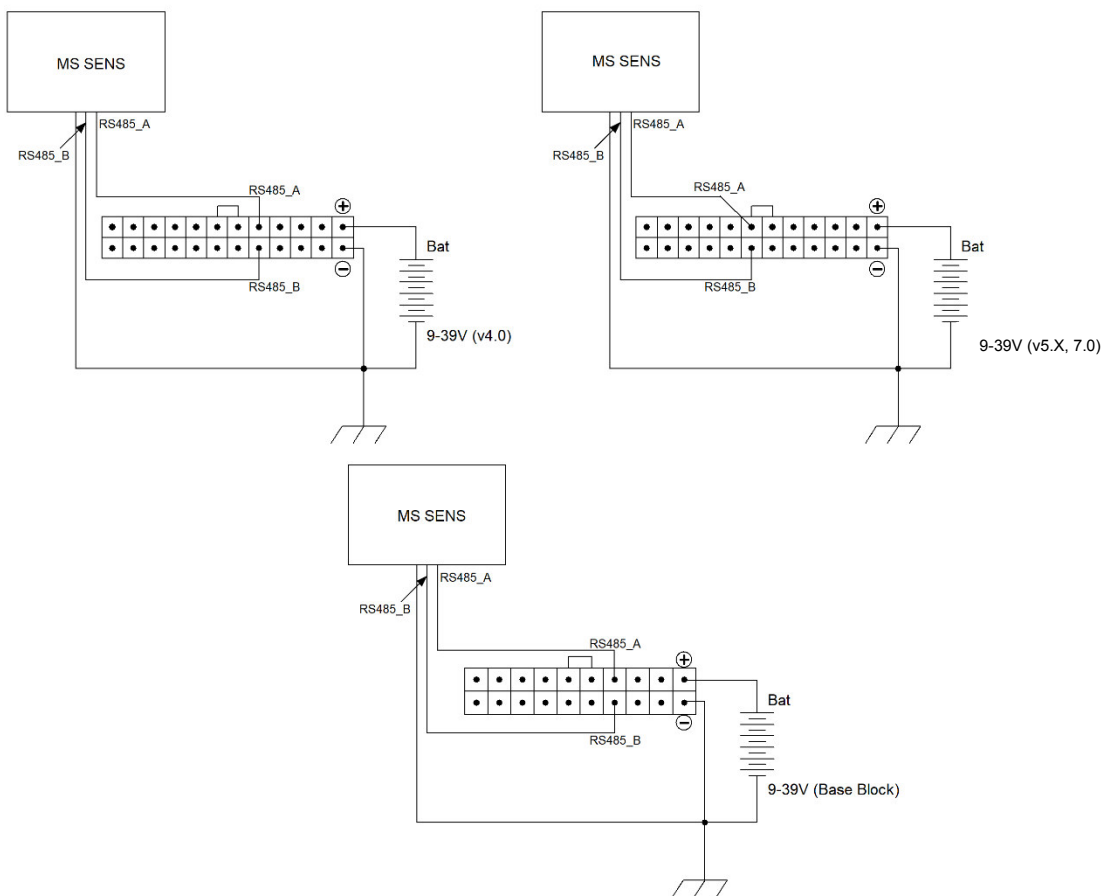 MS SENS
RS485_A
RS485_B
RS485_A
+
Bat
RS485_B
−
9-39V (v4.0)
MS SENS
RS485_A
RS485_B
RS485_A
+
Bat
RS485_B
−
9-39V (v5.X, 7.0)
MS SENS
RS485_A
RS485_B
RS485_A
+
Bat
RS485_B
−
9-39V (Base Block)